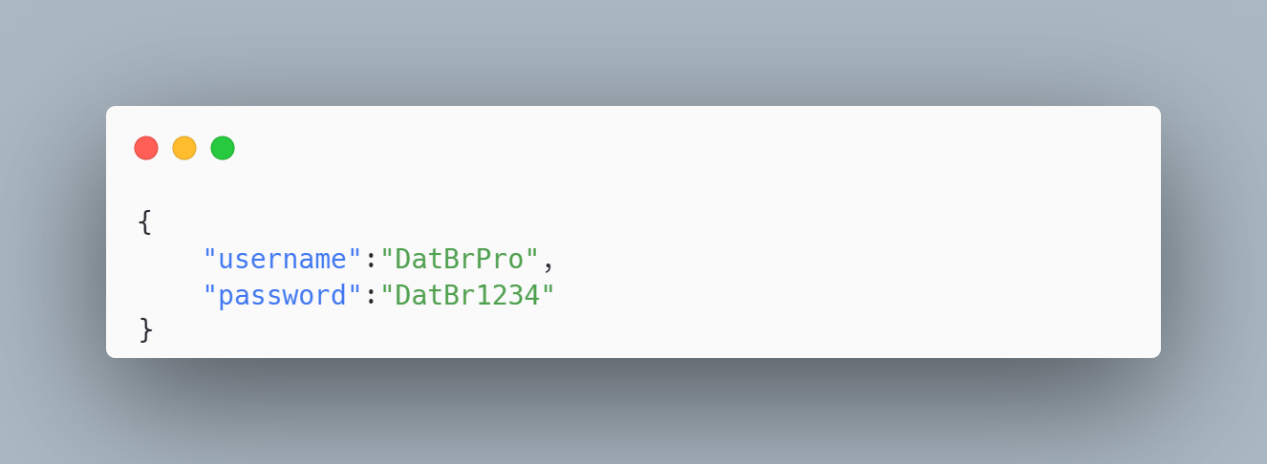 {
    "username":"DatBrPro",
    "password":"DatBr1234"
}